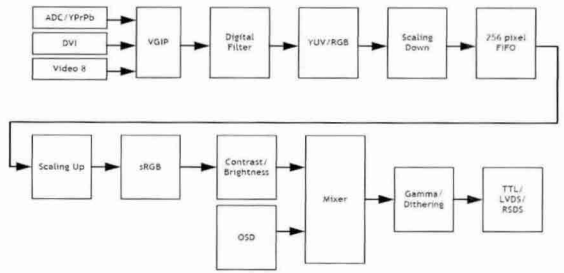 ADC/YPrPb
DVI
Video 8
VGIP
Digital
Filter
YUV/RGB
Scaling
Down
256 pixel
FIFO
Scaling Up
sRGB
Contrast/
Brightness
OSD
Mixer
Gamma/
Dithering
TTL/
LVDS/
RSDS